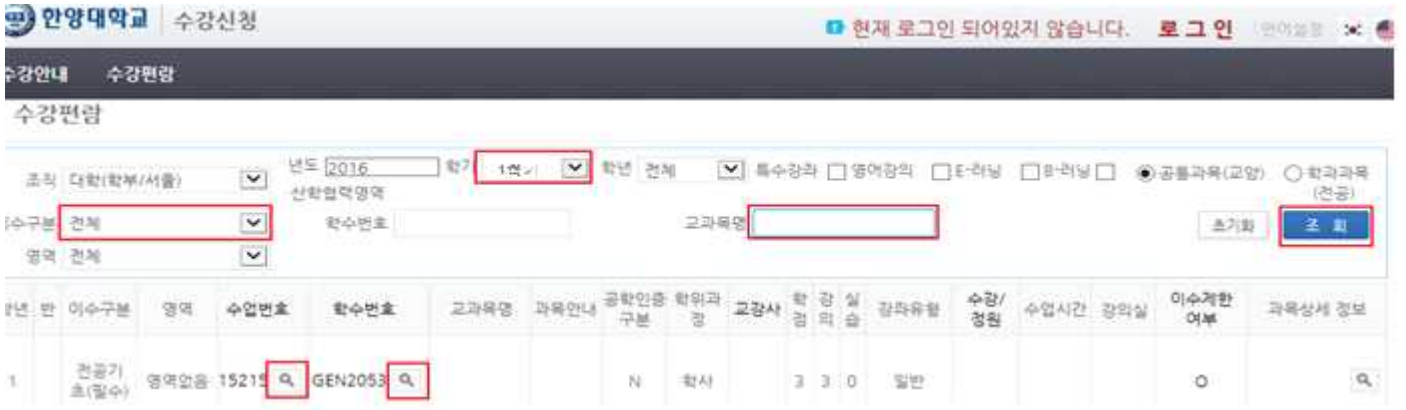 한양대학교 수강신청
현재 로그인 되어있지 않습니다. 로그인
수강안내 수강편람
수강편람
조직 대학(학부/서울) 년도 2016 학기 학년 전체 특수강좌 영어강의 E-러닝 B-러닝 공통과목(교양) 학과과목
산학협력영역 (전공)
전체 학수번호 교과목명 초기화 조 회
영역 전체
반 이수구분 영역 수업번호 학수번호 교과목명 과목안내 공학인증 학위과 교강사 학 강 실 강좌유형 수강/ 수업시간 강의실 이수제한 과목상세 정보
구분 정 점 의 습 정원 여부
1 전공기 영역없음 15215 GEN2053 N 학사 3 3 0 일반 O
초(필수)